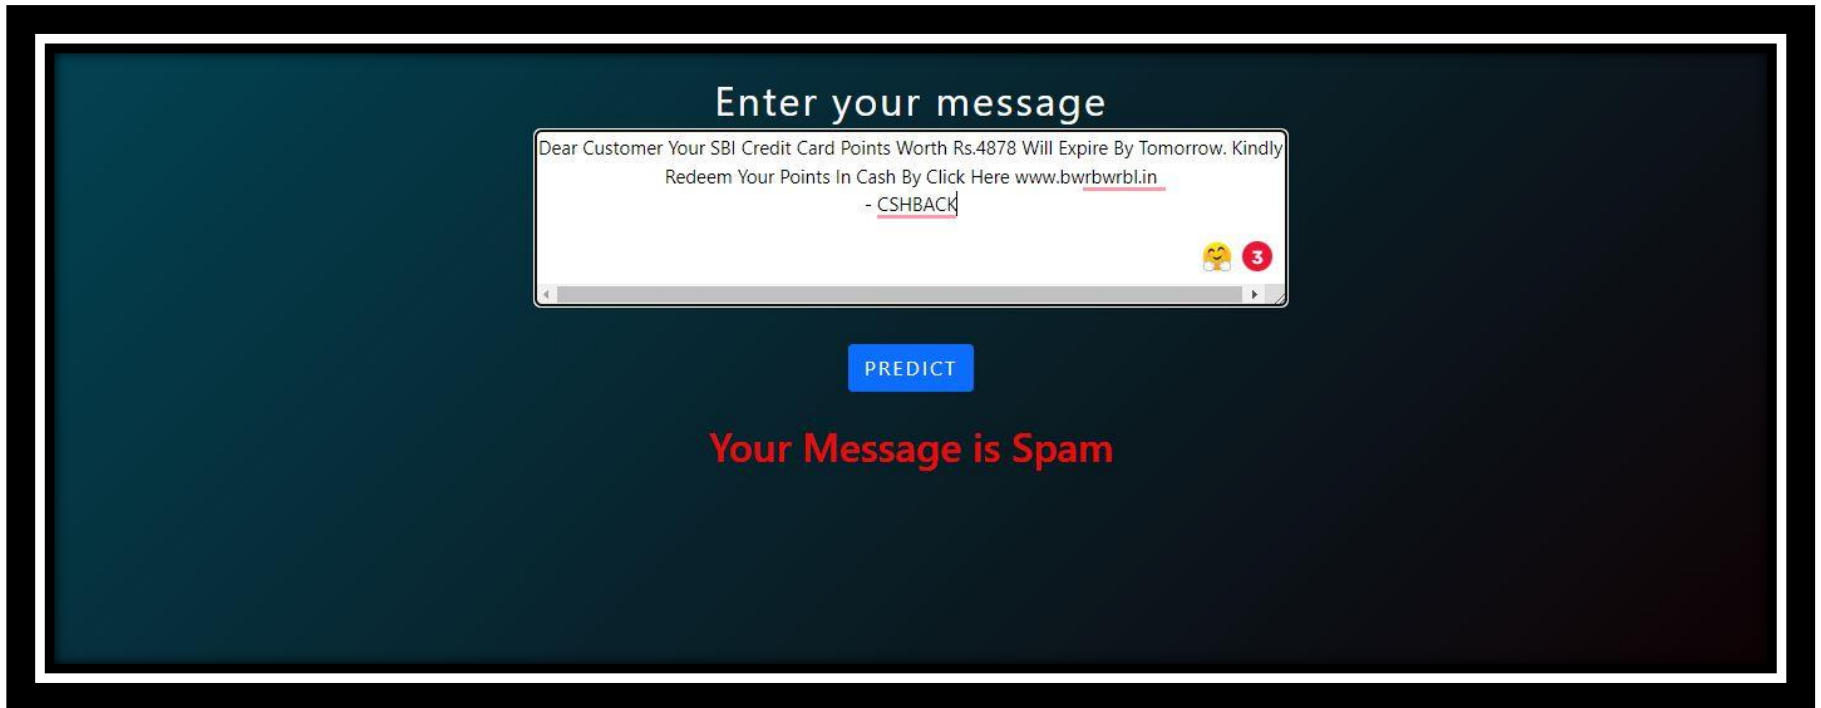 Enter your message
Dear Customer Your SBI Credit Card Points Worth Rs.4878 Will Expire By Tomorrow. Kindly
Redeem Your Points In Cash By Click Here www.bwrbwrbl.in
- CSHBACK
3
PREDICT
Your Message is Spam